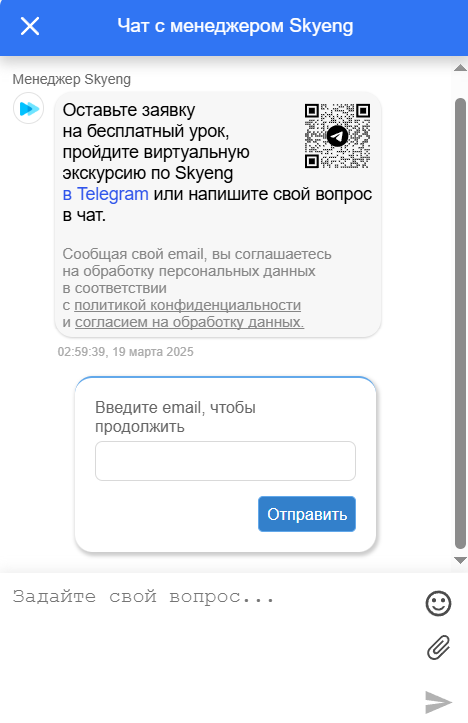 Чат с менеджером Skyeng
Менеджер Skyeng
Оставьте заявку
на бесплатный урок,
пройдите виртуальную
экскурсию по Skyeng
в Telegram или напишите свой вопрос
в чат.
Сообщая свой email, вы соглашаетесь
на обработку персональных данных
в соответствии
с политикой конфиденциальности
и согласием на обработку данных.
02:59:39, 19 марта 2025
Введите email, чтобы
продолжить
Отправить
Задайте свой вопрос...